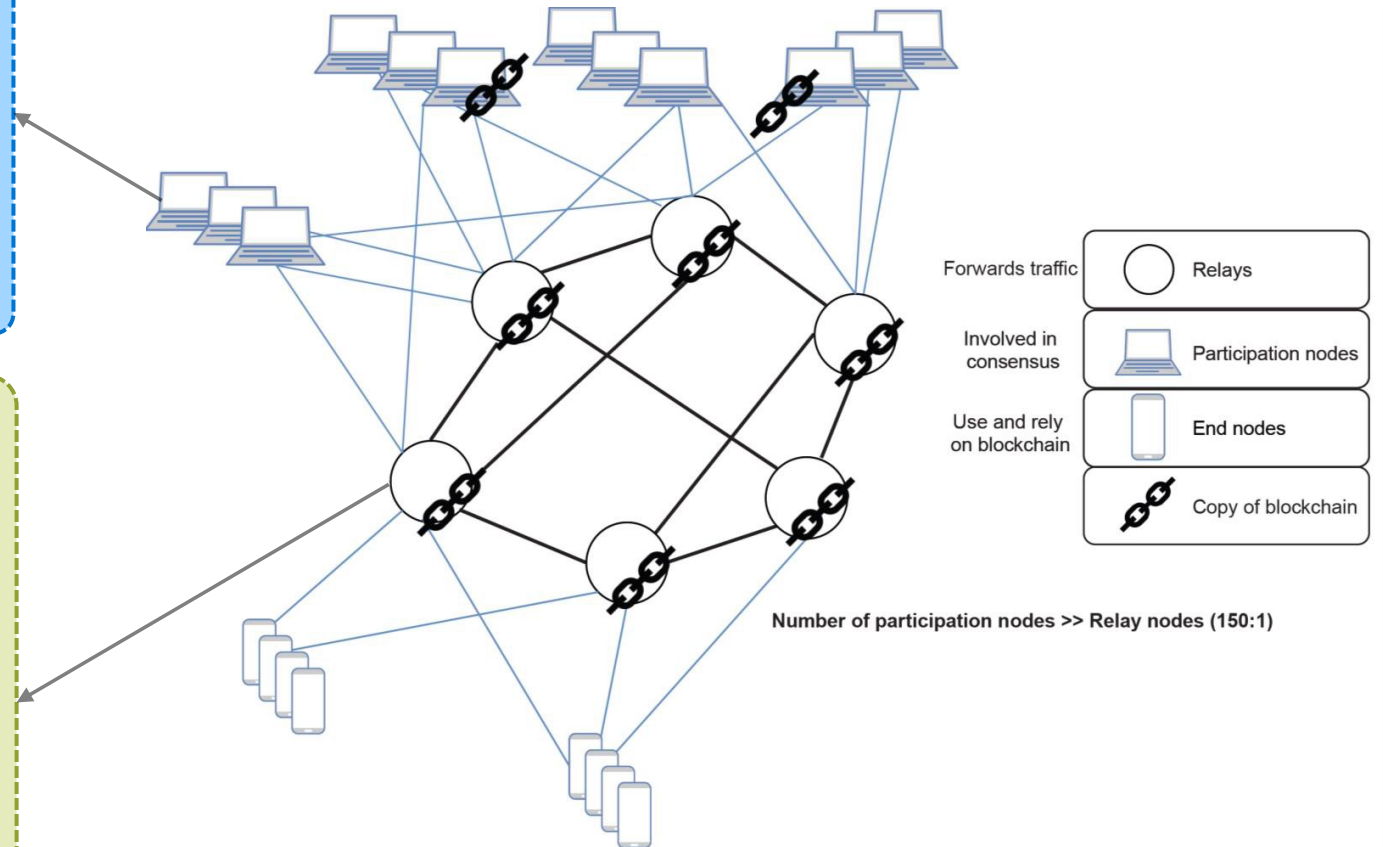 Forwards traffic
Relays
Involved in
consensus
Participation nodes
Use and rely
on blockchain
End nodes
Copy of blockchain
Number of participation nodes >> Relay nodes (150:1)